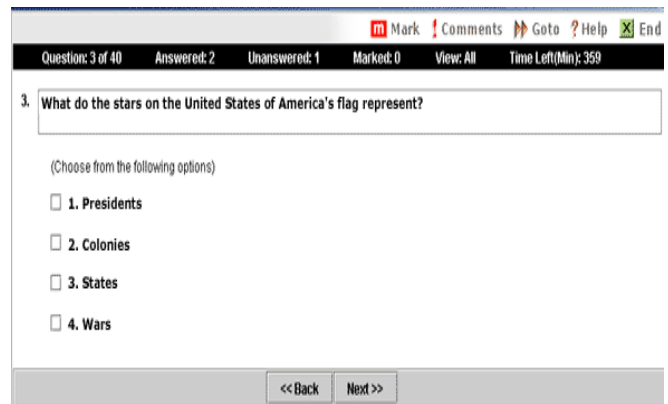 m Mark ! Comments Goto ? Help X End
Question: 3 of 40 Answered: 2 Unanswered: 1 Marked: 0 View: All Time Left(Min): 359
3. What do the stars on the United States of America's flag represent?
(Choose from the following options)
1. Presidents
2. Colonies
3. States
4. Wars
<< Back Next >>